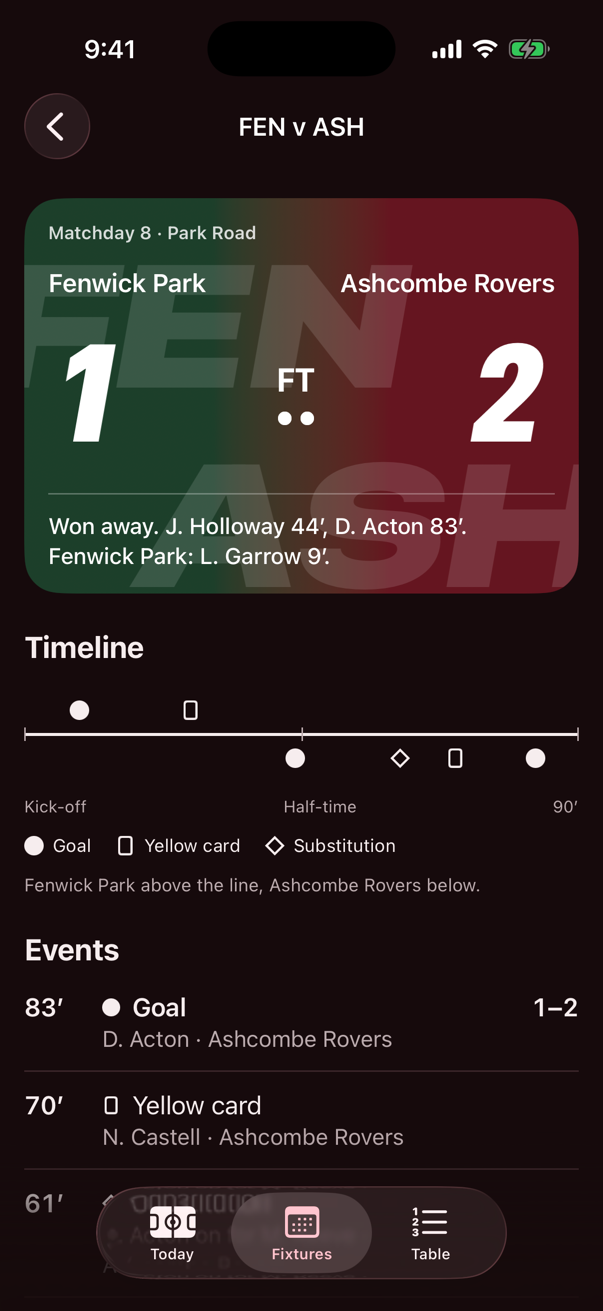 9:41
FEN v ASH
Matchday 8 · Park Road
FEN
Fenwick Park
Ashcombe Rovers
1
FT
2
ASH
Won away. J. Holloway 44′, D. Acton 83′.
Fenwick Park: L. Garrow 9′.
Timeline
Kick-off
Half-time
90′
Goal
Yellow card
Substitution
Fenwick Park above the line, Ashcombe Rovers below.
Events
83′ Goal 1–2
D. Acton · Ashcombe Rovers
70′ Yellow card
N. Castell · Ashcombe Rovers
61′
1
2
3
Today
Fixtures
Table